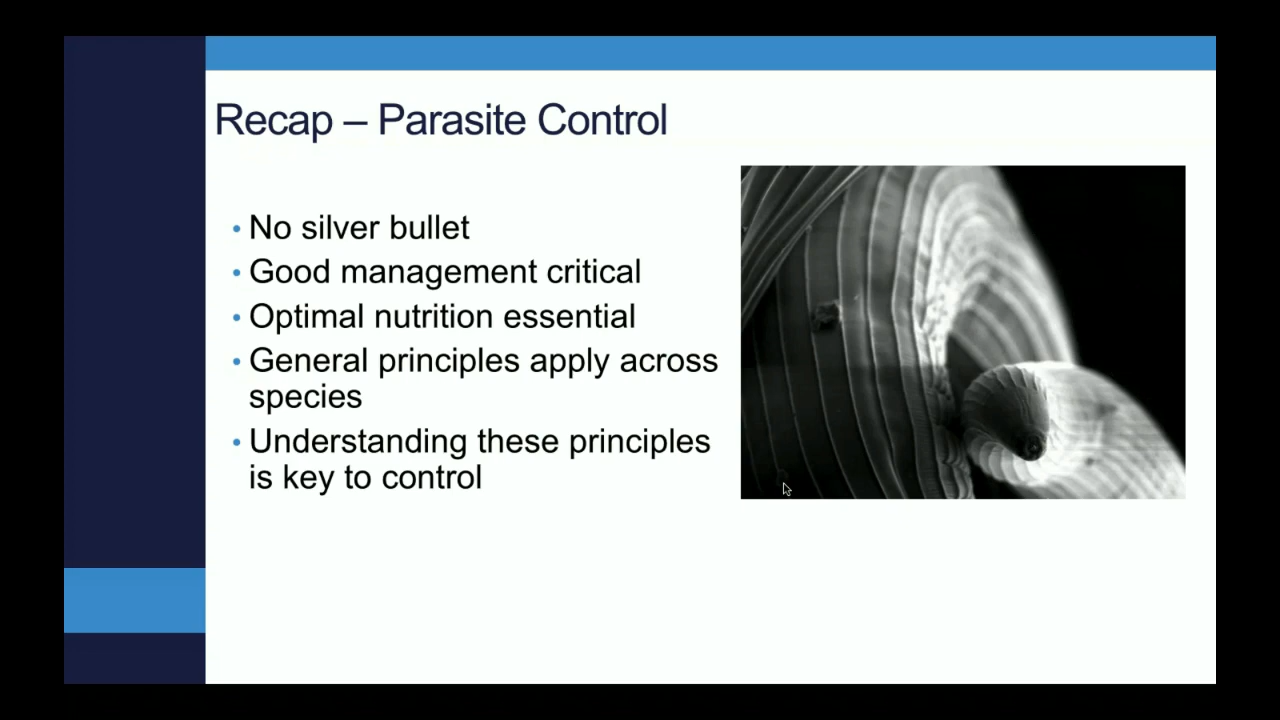 Recap – Parasite Control
• No silver bullet
• Good management critical
• Optimal nutrition essential
• General principles apply across
species
• Understanding these principles
is key to control